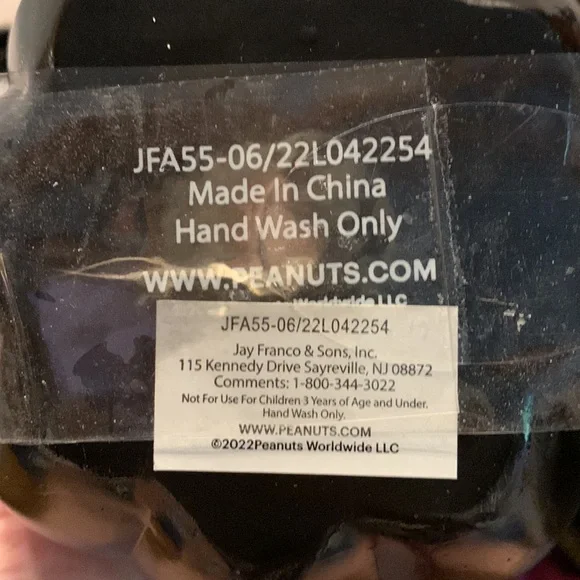 JFA55-06/22L042254
Made In China
Hand Wash Only
WWW.PEANUTS.COM
Worldwide LLC
JFA55-06/22L042254
Jay Franco & Sons, Inc.
115 Kennedy Drive Sayreville, NJ 08872
Comments: 1-800-344-3022
Not For Use For Children 3 Years of Age and Under.
Hand Wash Only.
WWW.PEANUTS.COM
©2022Peanuts Worldwide LLC